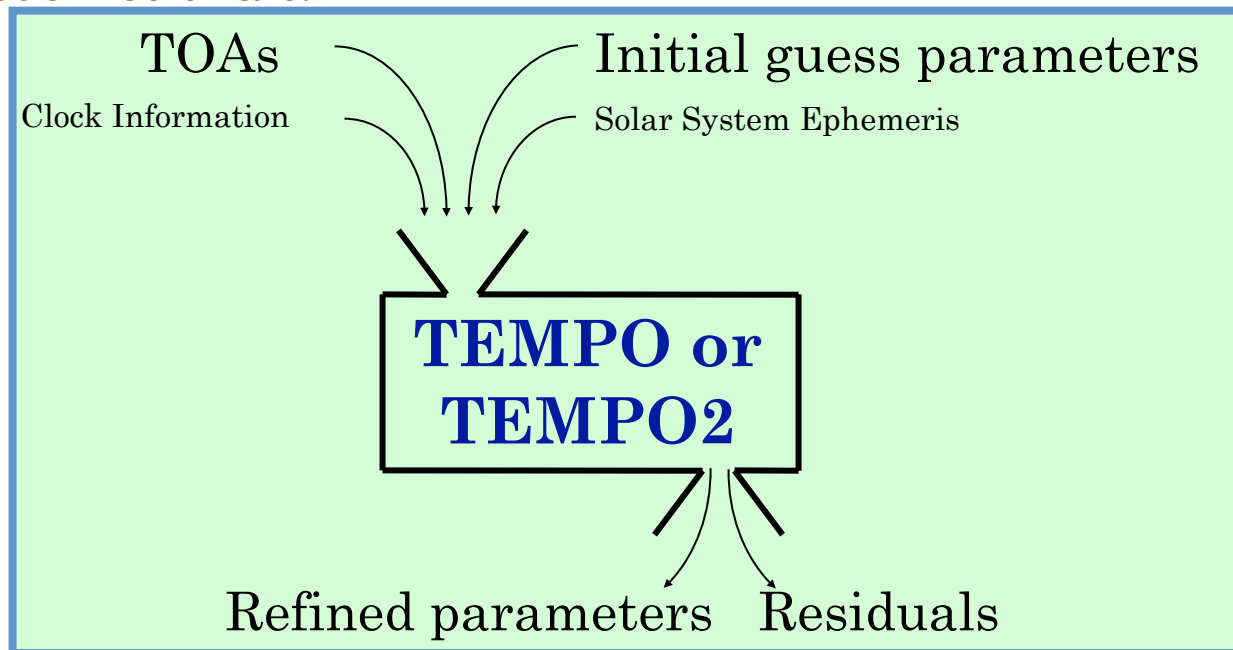 TOAs
Initial guess parameters
Clock Information
Solar System Ephemeris
TEMPO or
TEMPO2
Refined parameters
Residuals